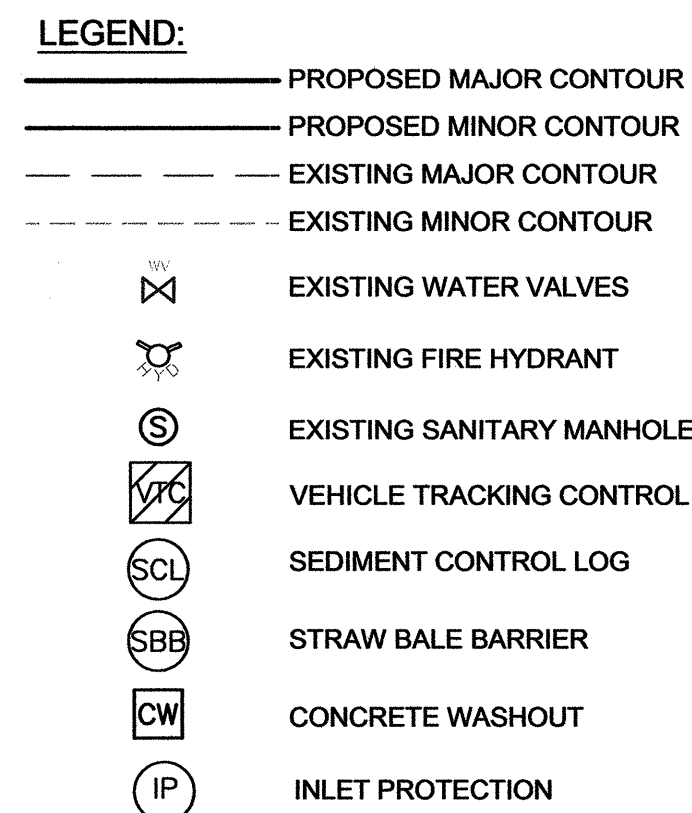 LEGEND:
PROPOSED MAJOR CONTOUR
PROPOSED MINOR CONTOUR
EXISTING MAJOR CONTOUR
EXISTING MINOR CONTOUR
WV EXISTING WATER VALVES
HYD EXISTING FIRE HYDRANT
S EXISTING SANITARY MANHOLE
VTC VEHICLE TRACKING CONTROL
SCL SEDIMENT CONTROL LOG
SBB STRAW BALE BARRIER
CW CONCRETE WASHOUT
IP INLET PROTECTION